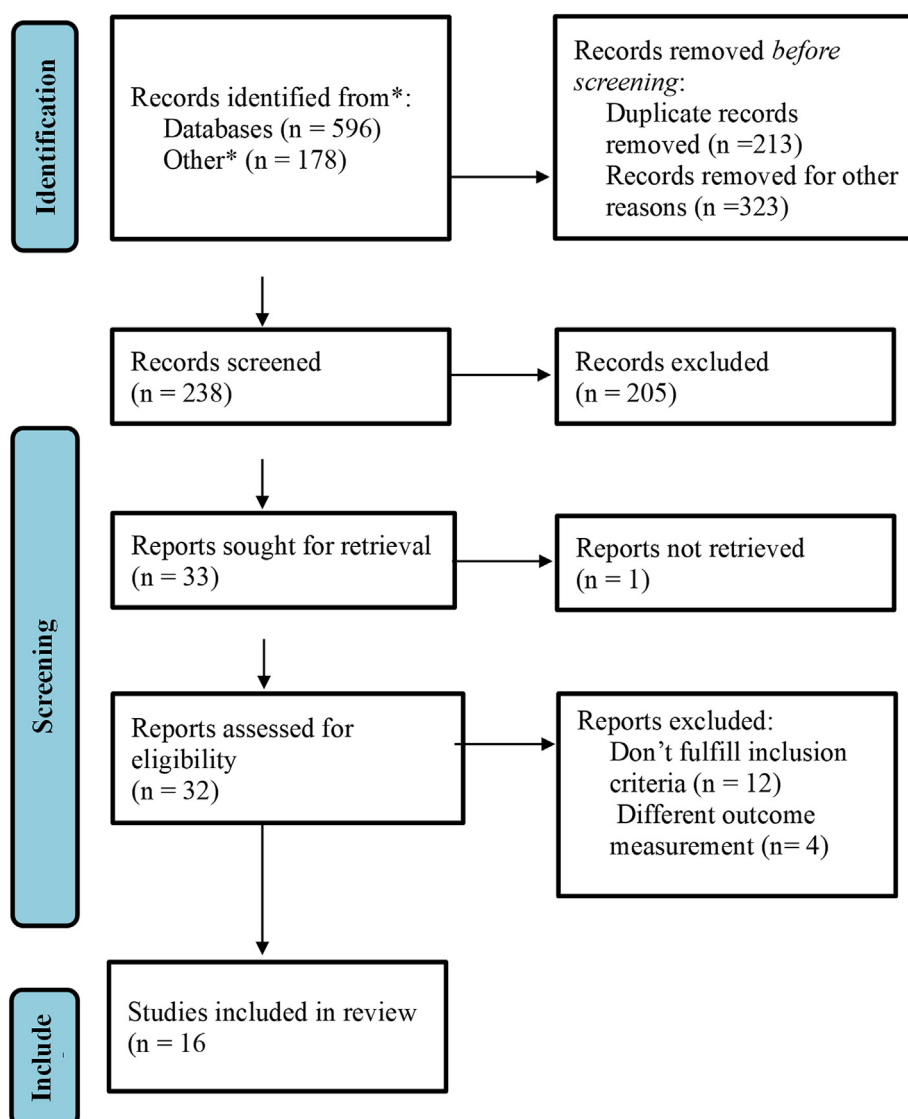 Identification
Records identified from*:
Databases (n = 596)
Other* (n = 178)
Records removed before
screening:
Duplicate records
removed (n =213)
Records removed for other
reasons (n =323)
Records screened
(n = 238)
Records excluded
(n = 205)
Screening
Reports sought for retrieval
(n = 33)
Reports not retrieved
(n = 1)
Reports assessed for
eligibility
(n = 32)
Reports excluded:
Don’t fulfill inclusion
criteria (n = 12)
Different outcome
measurement (n= 4)
Include
Studies included in review
(n = 16